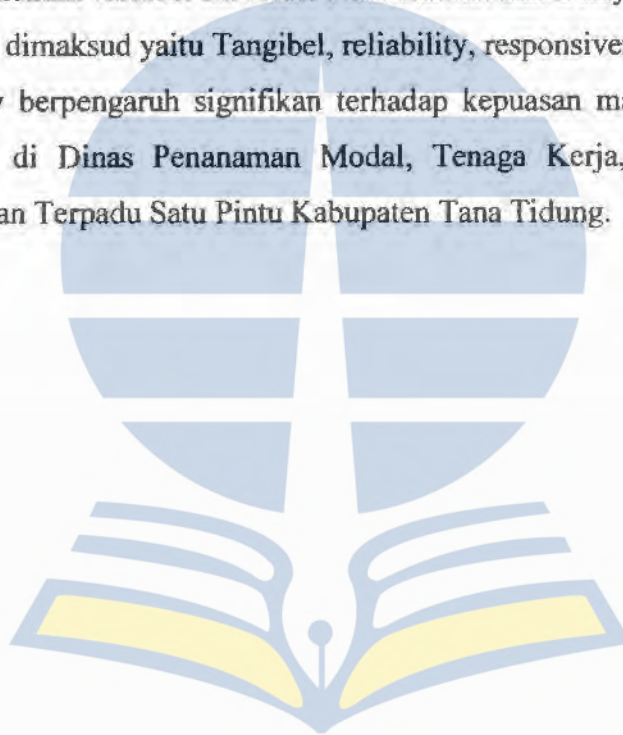 dimaksud yaitu Tangibel, reliability, responsive
berpengaruh signifikan terhadap kepuasan ma
di Dinas Penanaman Modal, Tenaga Kerja,
an Terpadu Satu Pintu Kabupaten Tana Tidung.